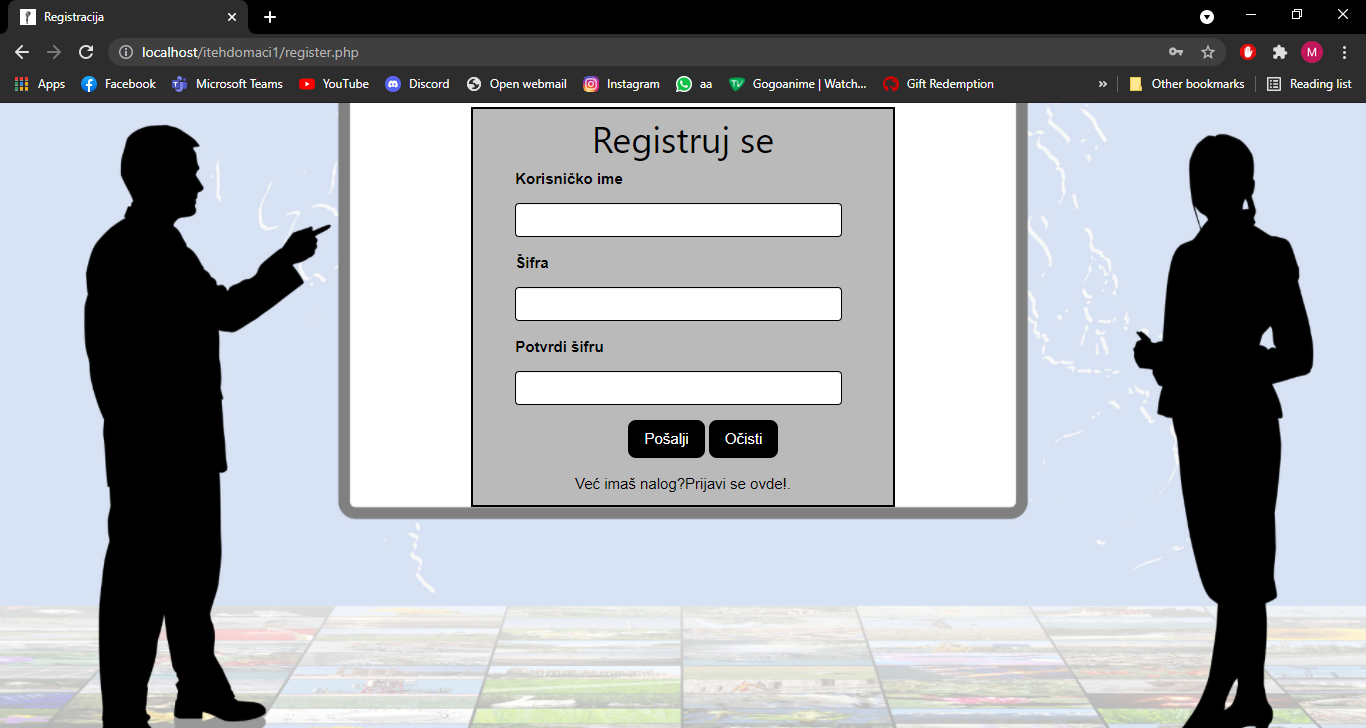 Registracija
localhost/itehdomaci1/register.php
M
Apps Facebook Microsoft Teams YouTube Discord Open webmail Instagram aa Gogoanime | Watch... Gift Redemption » Other bookmarks Reading list
Registruj se
Korisničko ime
Šifra
Potvrdi šifru
Pošalji Očisti
Već imaš nalog?Prijavi se ovde!.